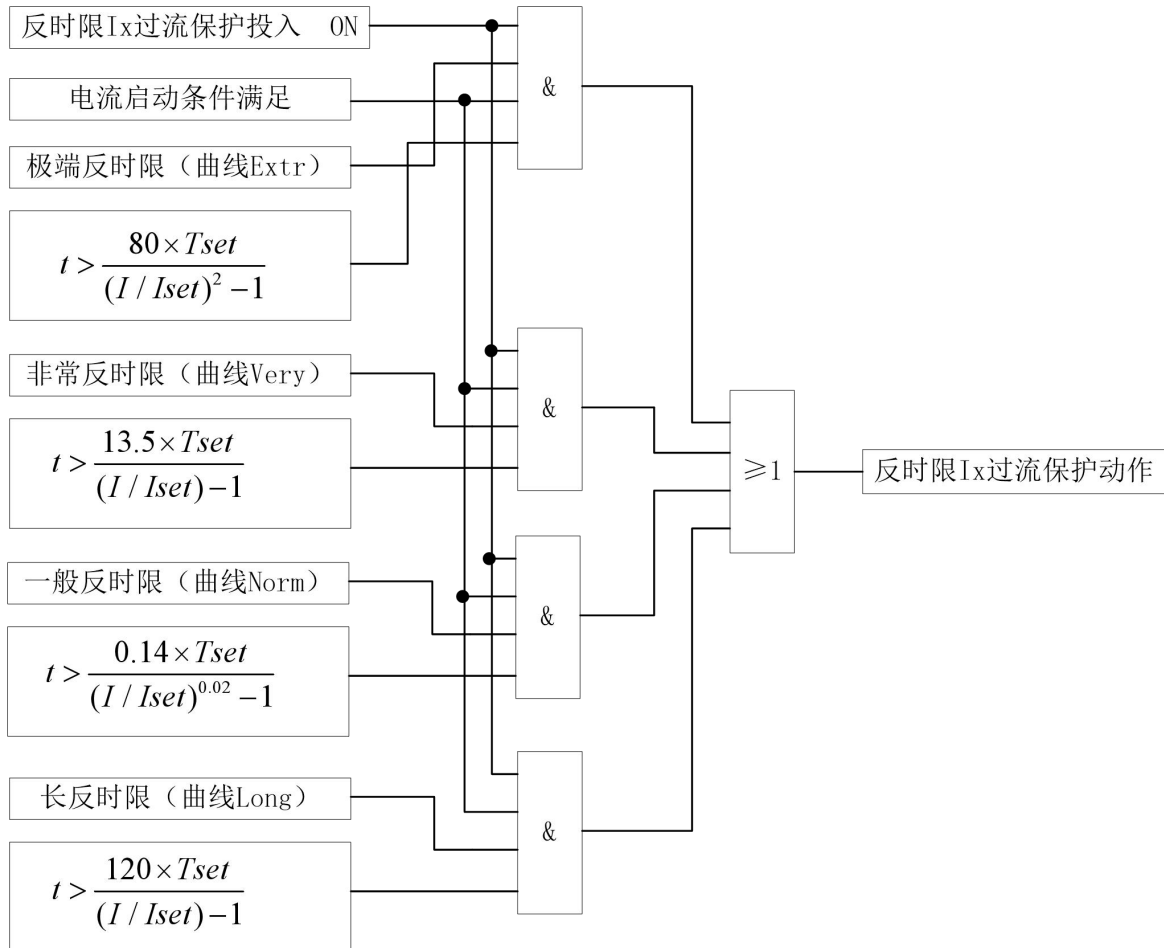 反时限Ix过流保护投入 ON
电流启动条件满足
极端反时限（曲线Extr）
t > 80×Tset / (I / Iset)² −1
&
非常反时限（曲线Very）
t > 13.5×Tset / (I / Iset) −1
&
一般反时限（曲线Norm）
t > 0.14×Tset / (I / Iset)^0.02 −1
&
长反时限（曲线Long）
t > 120×Tset / (I / Iset) −1
&
≥1
反时限Ix过流保护动作